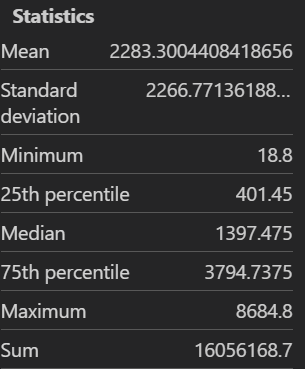 Statistics
Mean 2283.3004408418656
Standard deviation 2266.77136188...
Minimum 18.8
25th percentile 401.45
Median 1397.475
75th percentile 3794.7375
Maximum 8684.8
Sum 16056168.7